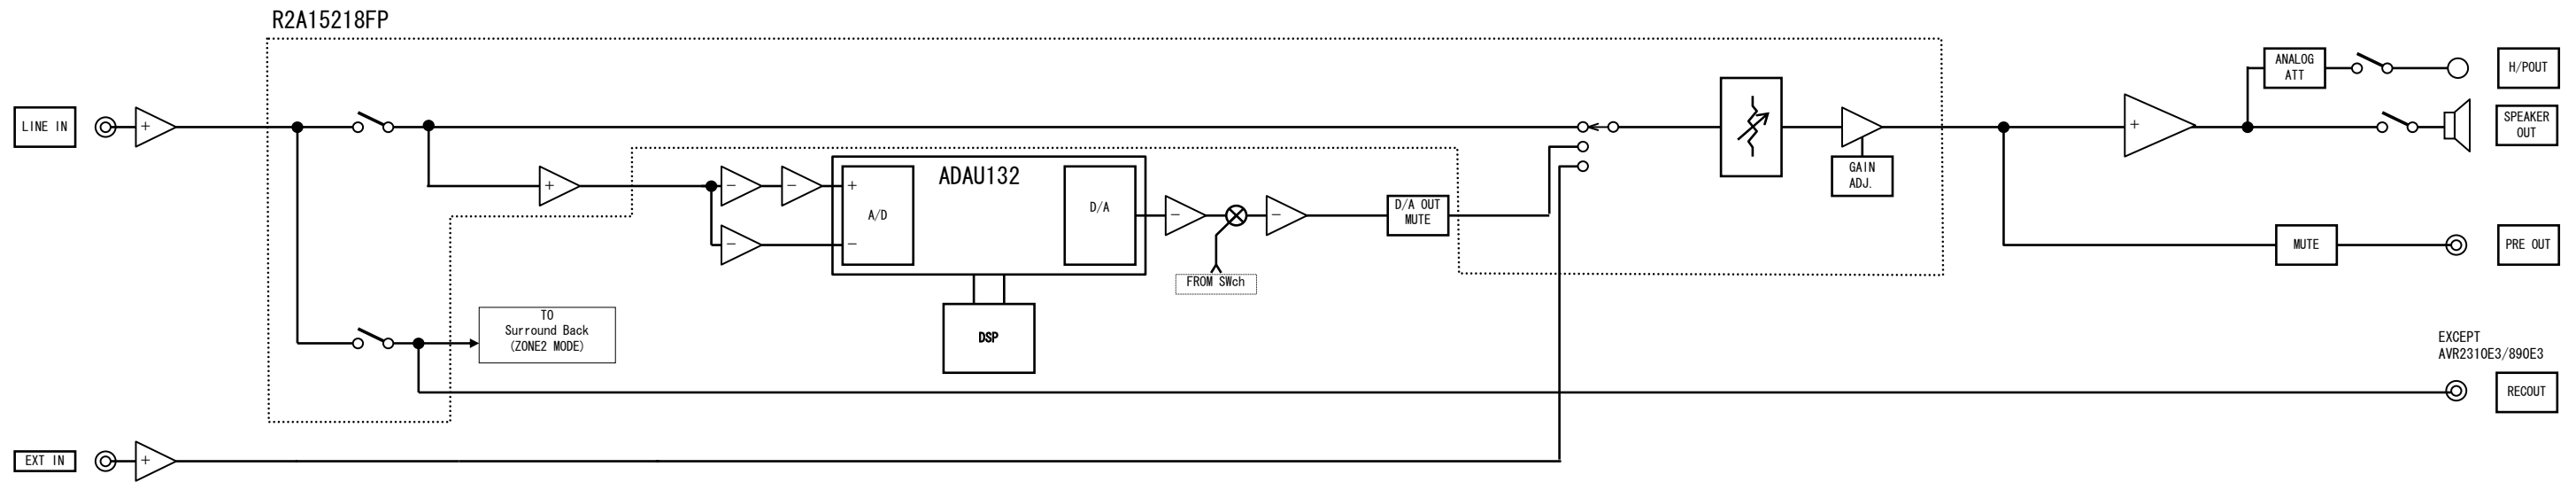 R2A15218FP
LINE IN
+
ANALOG
ATT
H/POUT
SPEAKER
OUT
+
GAIN
ADJ.
+
−
−
+
−
−
A/D
ADAU132
D/A
−
−
D/A OUT
MUTE
FROM SWch
MUTE
PRE OUT
DSP
TO
Surround Back
(ZONE2 MODE)
EXCEPT
AVR2310E3/890E3
RECOUT
EXT IN
+